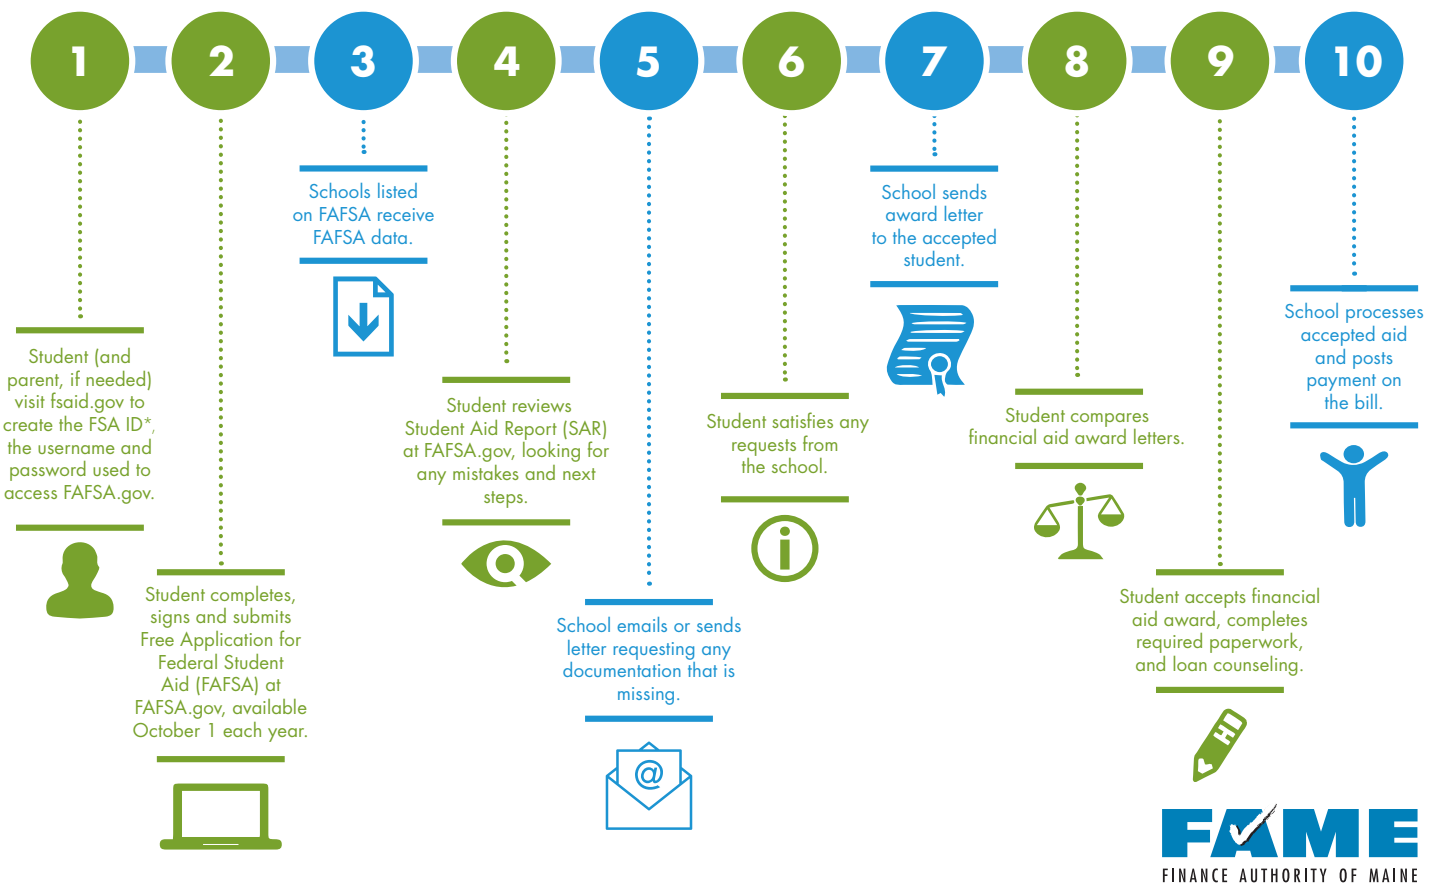 1 2 3 4 5 6 7 8 9 10
Student (and
parent, if needed)
visit fsaid.gov to
create the FSA ID*,
the username and
password used to
access FAFSA.gov.
Student completes,
signs and submits
Free Application for
Federal Student
Aid (FAFSA) at
FAFSA.gov, available
October 1 each year.
Schools listed
on FAFSA receive
FAFSA data.
Student reviews
Student Aid Report (SAR)
at FAFSA.gov, looking for
any mistakes and next
steps.
School emails or sends
letter requesting any
documentation that is
missing.
@
Student satisfies any
requests from
the school.
i
School sends
award letter
to the accepted
student.
Student compares
financial aid award letters.
Student accepts financial
aid award, completes
required paperwork,
and loan counseling.
School processes
accepted aid
and posts
payment on
the bill.
FAME
FINANCE AUTHORITY OF MAINE